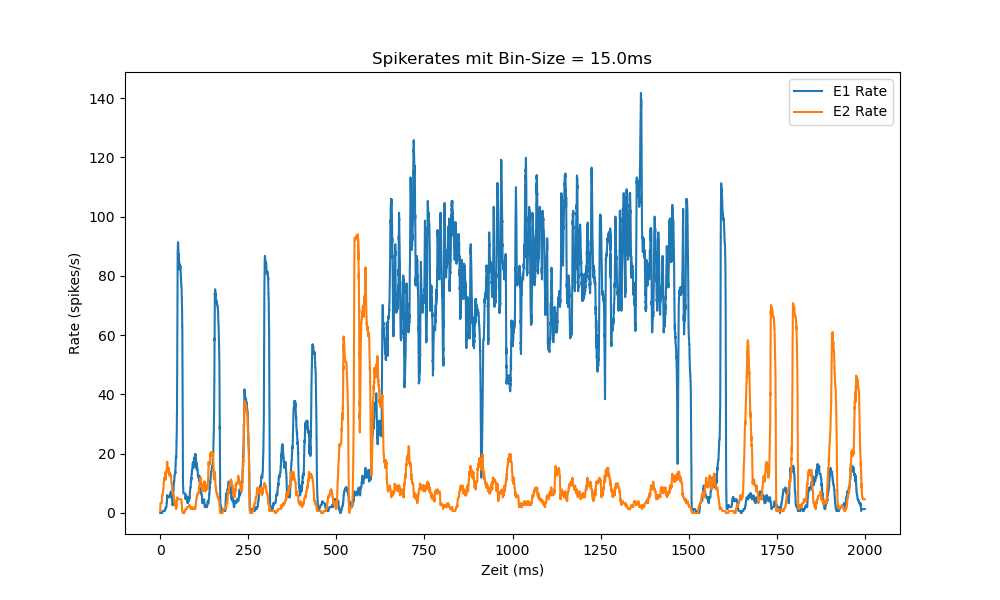 Spikerates mit Bin-Size = 15.0ms
E1 Rate
E2 Rate
Rate (spikes/s)
140
120
100
80
60
40
20
0
0 250 500 750 1000 1250 1500 1750 2000
Zeit (ms)